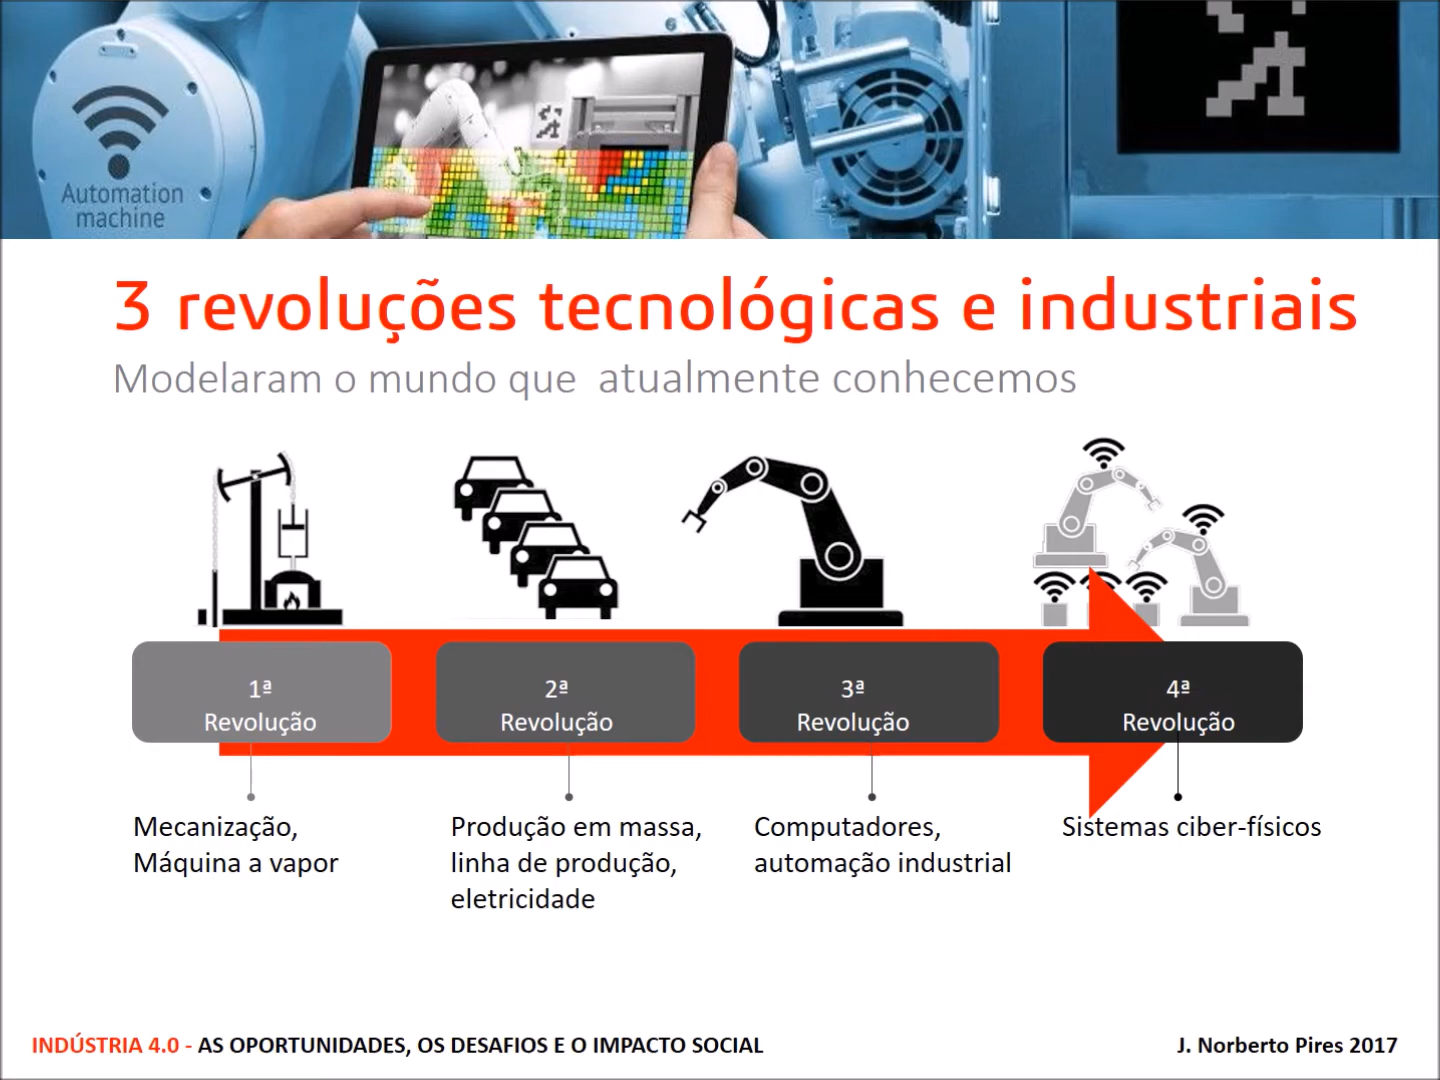 Automation
machine
3 revoluções tecnológicas e industriais
Modelaram o mundo que atualmente conhecemos
1ª
Revolução
2ª
Revolução
3ª
Revolução
4ª
Revolução
Mecanização,
Máquina a vapor
Produção em massa,
linha de produção,
eletricidade
Computadores,
automação industrial
Sistemas ciber-físicos
INDÚSTRIA 4.0 - AS OPORTUNIDADES, OS DESAFIOS E O IMPACTO SOCIAL
J. Norberto Pires 2017